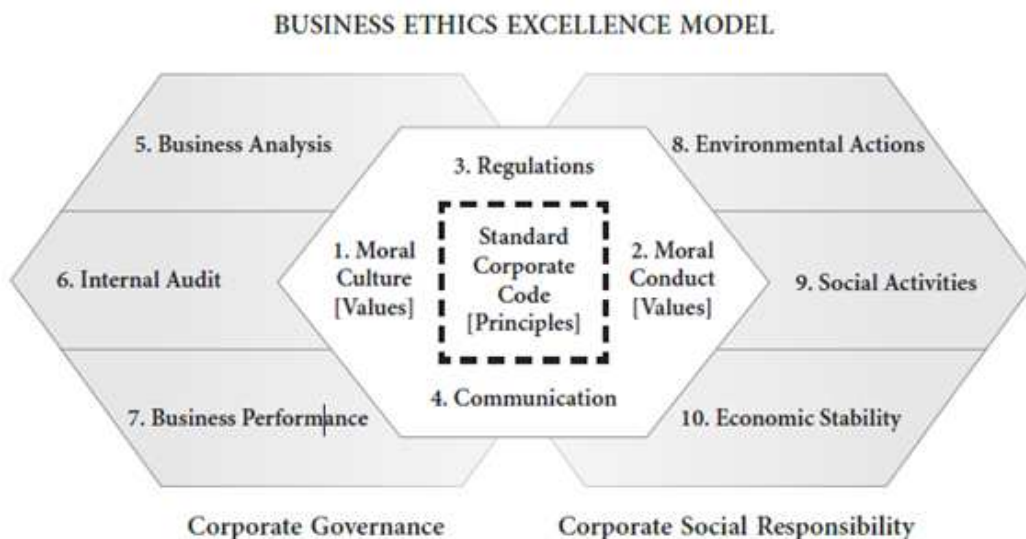 BUSINESS ETHICS EXCELLENCE MODEL
5. Business Analysis
8. Environmental Actions
3. Regulations
1. Moral
Culture
[Values]
Standard
Corporate
Code
[Principles]
2. Moral
Conduct
[Values]
6. Internal Audit
9. Social Activities
4. Communication
7. Business Performance
10. Economic Stability
Corporate Governance
Corporate Social Responsibility